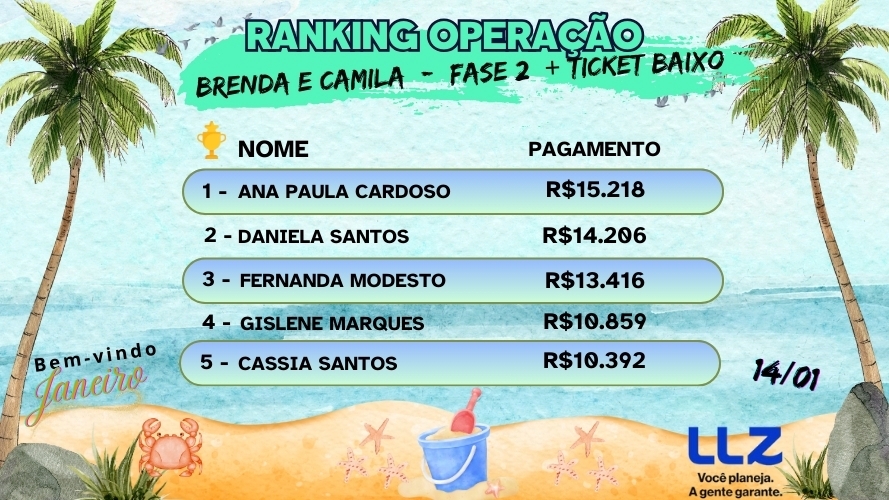 RANKING OPERAÇÃO
BRENDA E CAMILA - FASE 2 + TICKET BAIXO
NOME PAGAMENTO
1 - ANA PAULA CARDOSO R$15.218
2 - DANIELA SANTOS R$14.206
3 - FERNANDA MODESTO R$13.416
4 - GISLENE MARQUES R$10.859
5 - CASSIA SANTOS R$10.392
Bem-vindo
Janeiro
14/01
LLZ
Você planeja.
A gente garante.